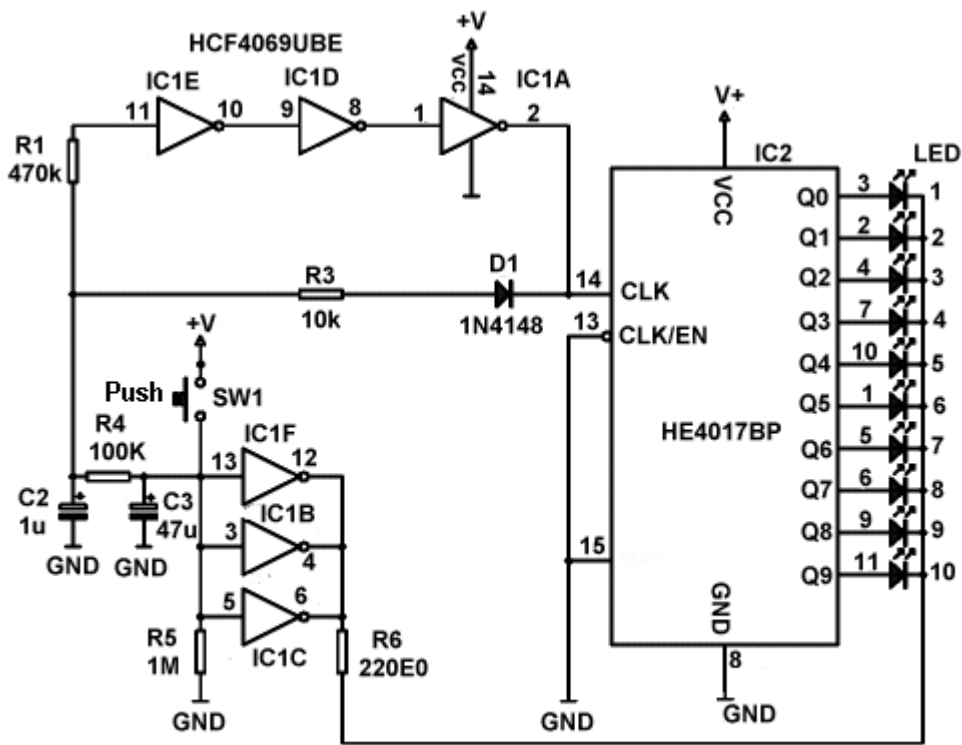 HCF4069UBE
+V
VCC
14
IC1E
IC1D
IC1A
11
10
9
8
1
2
R1
470k
V+
IC2
LED
VCC
Q0 3 1
Q1 2 2
Q2 4 3
Q3 7 4
Q4 10 5
Q5 1 6
Q6 5 7
Q7 6 8
Q8 9 9
Q9 11 10
R3
10k
D1
1N4148
14
CLK
13
CLK/EN
HE4017BP
15
GND
8
GND
GND
+V
Push
SW1
R4
100K
C2
1u
GND
C3
47u
GND
IC1F
13
12
IC1B
3
4
5
6
IC1C
R5
1M
GND
R6
220E0